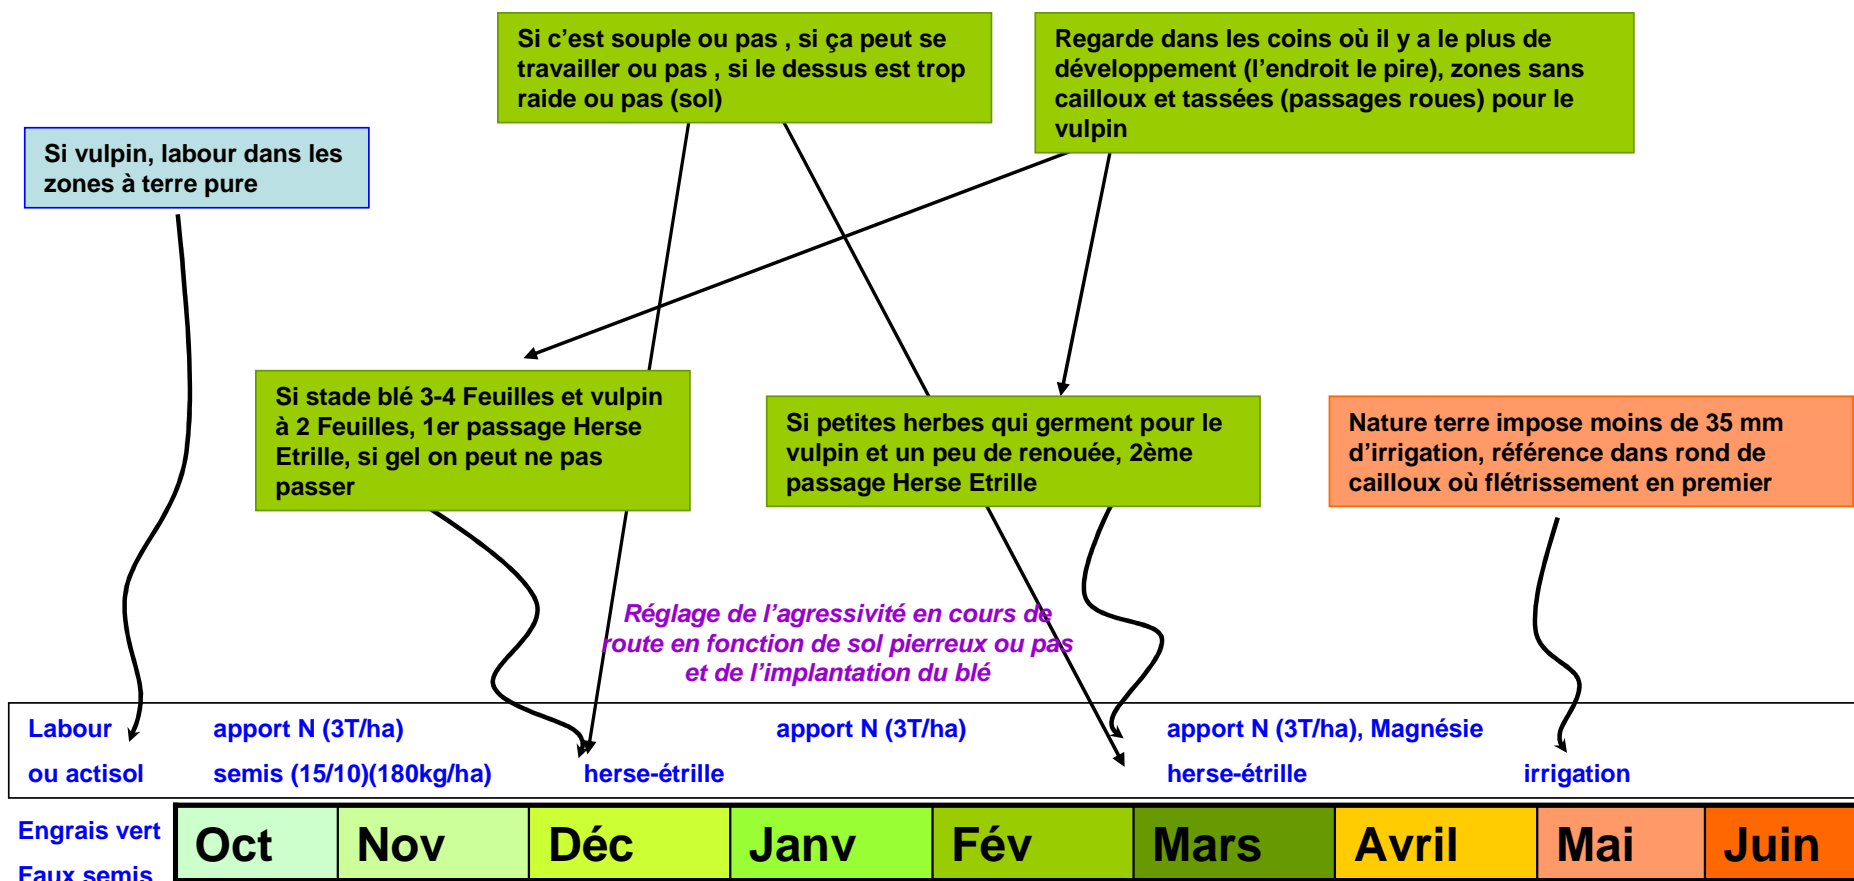 Si c'est souple ou pas , si ça peut se
travailler ou pas , si le dessus est trop
raide ou pas (sol)
Regarde dans les coins où il y a le plus de
développement (l'endroit le pire), zones sans
cailloux et tassées (passages roues) pour le
vulpin
Si vulpin, labour dans les
zones à terre pure
Si stade blé 3-4 Feuilles et vulpin
à 2 Feuilles, 1er passage Herse
Etrille, si gel on peut ne pas
passer
Si petites herbes qui germent pour le
vulpin et un peu de renouée, 2ème
passage Herse Etrille
Nature terre impose moins de 35 mm
d'irrigation, référence dans rond de
cailloux où flétrissement en premier
Réglage de l'agressivité en cours de
route en fonction de sol pierreux ou pas
et de l'implantation du blé
Labour
ou actisol
apport N (3T/ha)
semis (15/10)(180kg/ha)
herse-étrille
apport N (3T/ha)
apport N (3T/ha), Magnésie
herse-étrille
irrigation
Engrais vert
Faux semis
Oct
Nov
Déc
Janv
Fév
Mars
Avril
Mai
Juin